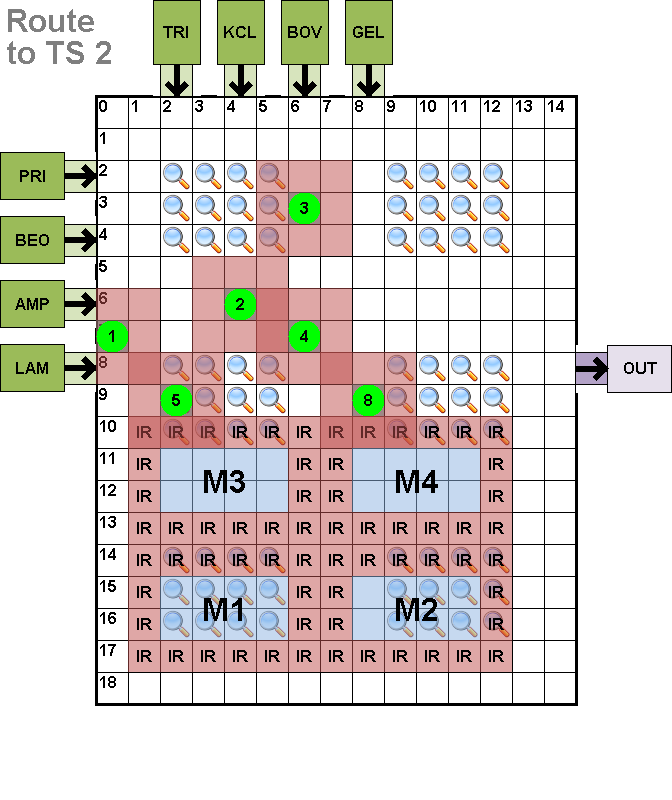 Route
to TS 2
TRI KCL BOV GEL
0 1 2 3 4 5 6 7 8 9 10 11 12 13 14
1
PRI 2
3 3
BEO 4
5
AMP 6 2
1 4
LAM 8 OUT
9 5 8
10 IR IR IR IR IR IR IR IR IR IR IR IR
11 IR IR IR IR
M3 M4
12 IR IR IR IR
13 IR IR IR IR IR IR IR IR IR IR IR IR
14 IR IR IR IR IR IR IR IR IR IR IR IR
15 IR IR IR IR
M1 M2
16 IR IR IR IR
17 IR IR IR IR IR IR IR IR IR IR IR IR
18